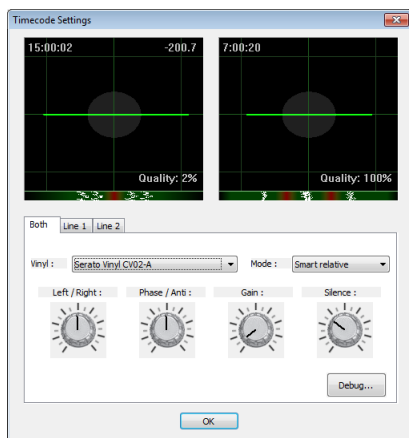 Timecode Settings
15:00:02 -200.7
Quality: 2%
7:00:20
Quality: 100%
Both Line 1 Line 2
Vinyl : Serato Vinyl CV02-A Mode : Smart relative
Left / Right : Phase / Anti : Gain : Silence :
Debug...
OK